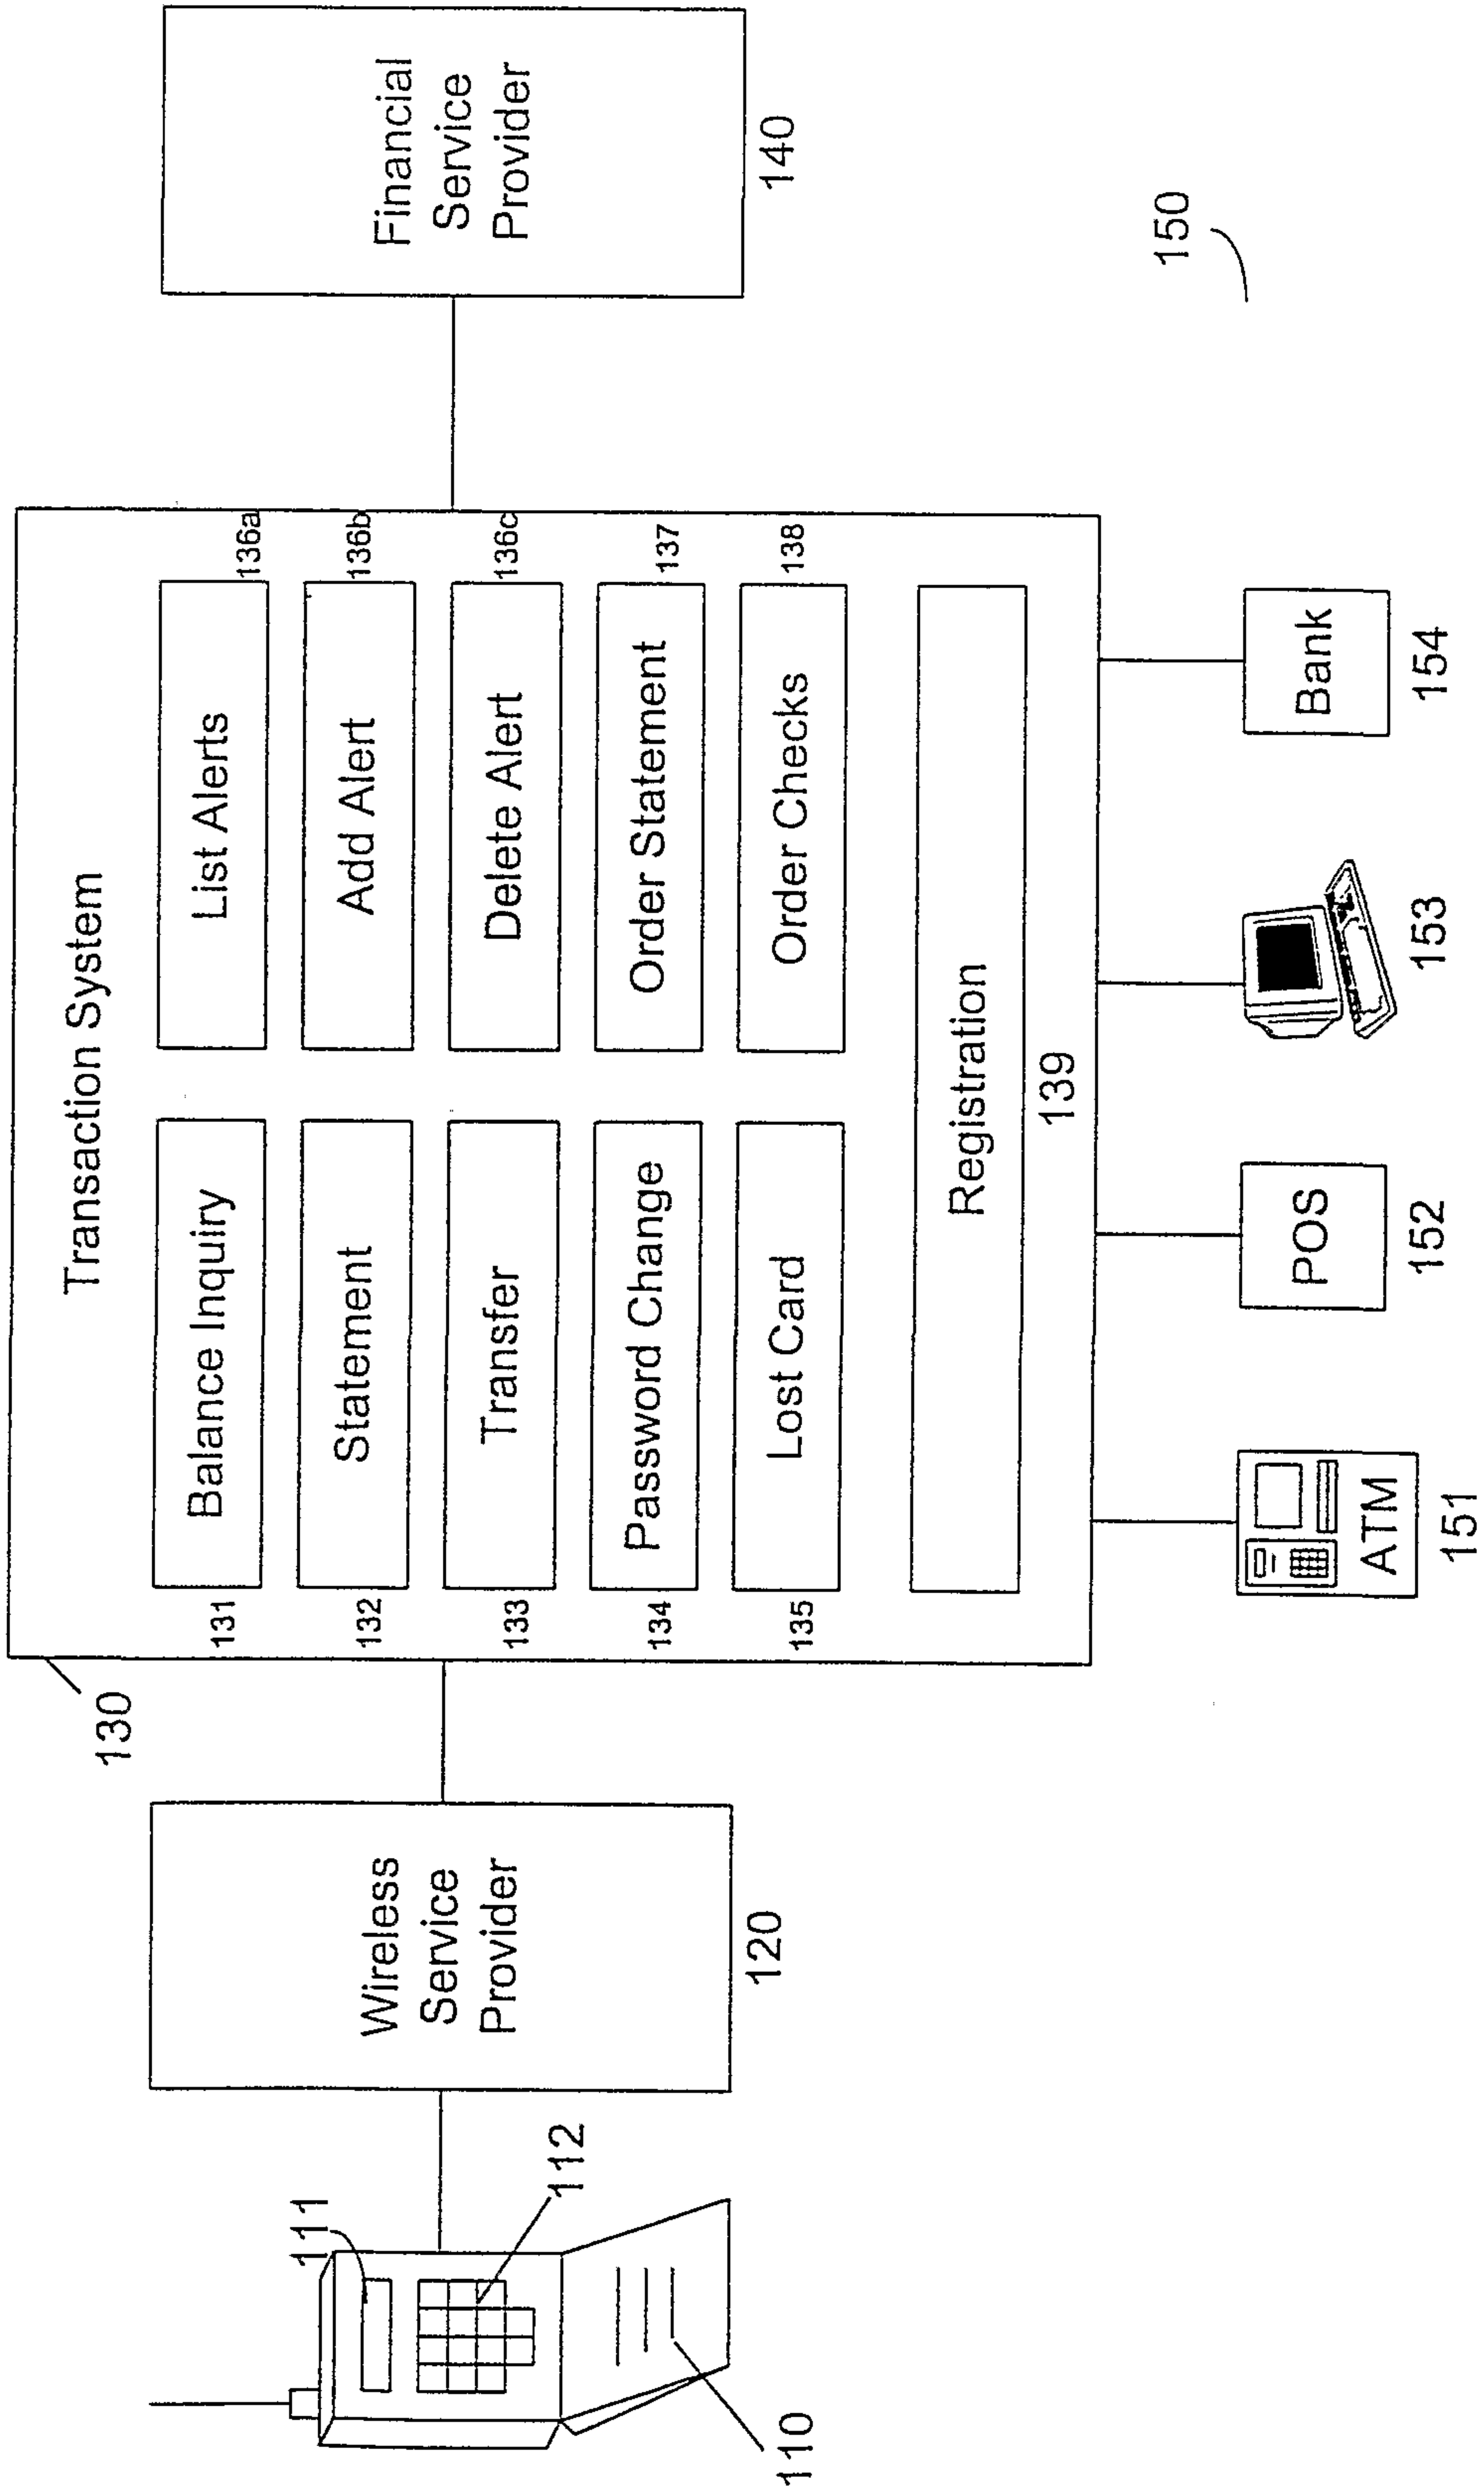 Transaction System
130
Balance Inquiry
131
Statement
132
Transfer
133
Password Change
134
Lost Card
135
List Alerts
136a
Add Alert
136b
Delete Alert
136c
Order Statement
137
Order Checks
138
Registration
139
111
112
110
Wireless
Service
Provider
120
Financial
Service
Provider
140
150
ATM
151
POS
152
153
Bank
154